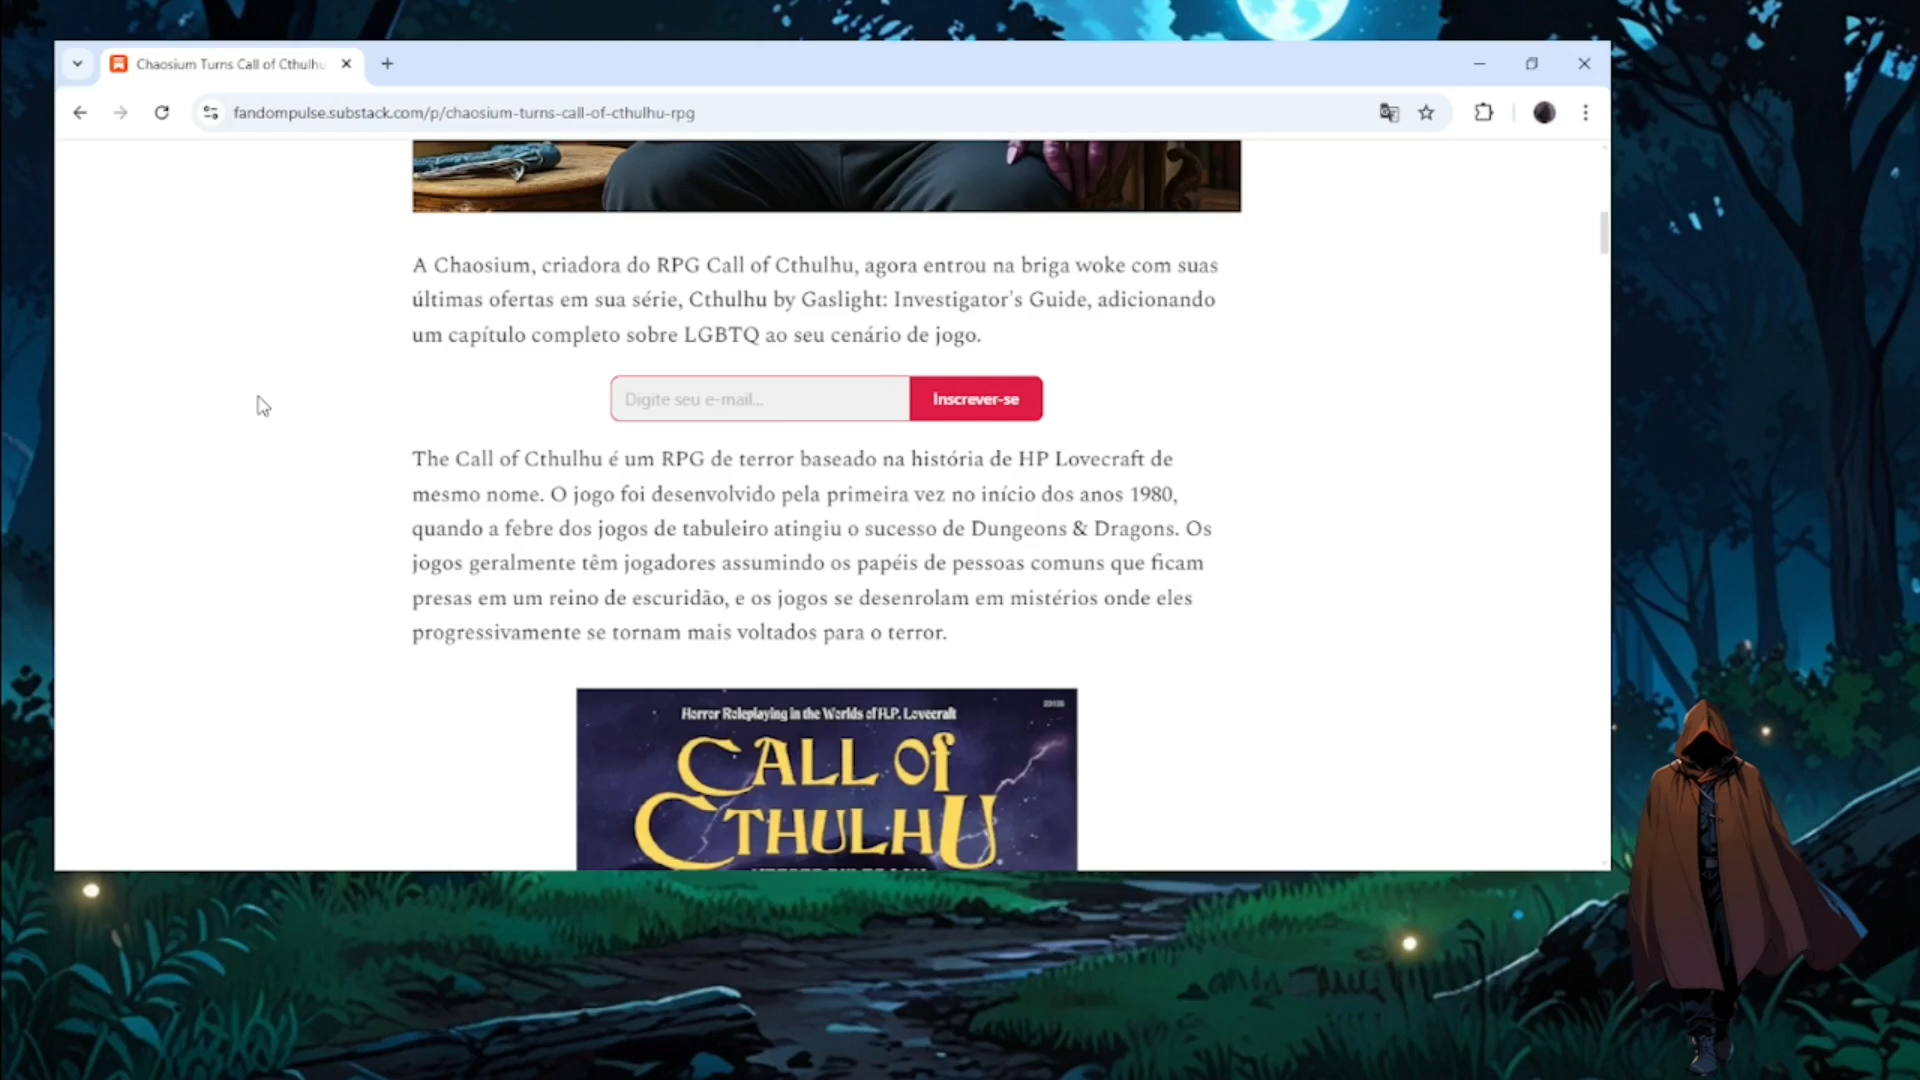 Chaosium Turns Call of Cthulhu
fandompulse.substack.com/p/chaosium-turns-call-of-cthulhu-rpg
A Chaosium, criadora do RPG Call of Cthulhu, agora entrou na briga woke com suas
últimas ofertas em sua série, Cthulhu by Gaslight: Investigator's Guide, adicionando
um capítulo completo sobre LGBTQ ao seu cenário de jogo.
Digite seu e-mail...
Inscrever-se
The Call of Cthulhu é um RPG de terror baseado na história de HP Lovecraft de
mesmo nome. O jogo foi desenvolvido pela primeira vez no início dos anos 1980,
quando a febre dos jogos de tabuleiro atingiu o sucesso de Dungeons & Dragons. Os
jogos geralmente têm jogadores assumindo os papéis de pessoas comuns que ficam
presas em um reino de escuridão, e os jogos se desenrolam em mistérios onde eles
progressivamente se tornam mais voltados para o terror.
Horror Roleplaying in the Worlds of H.P. Lovecraft
CALL of
CTHULHU